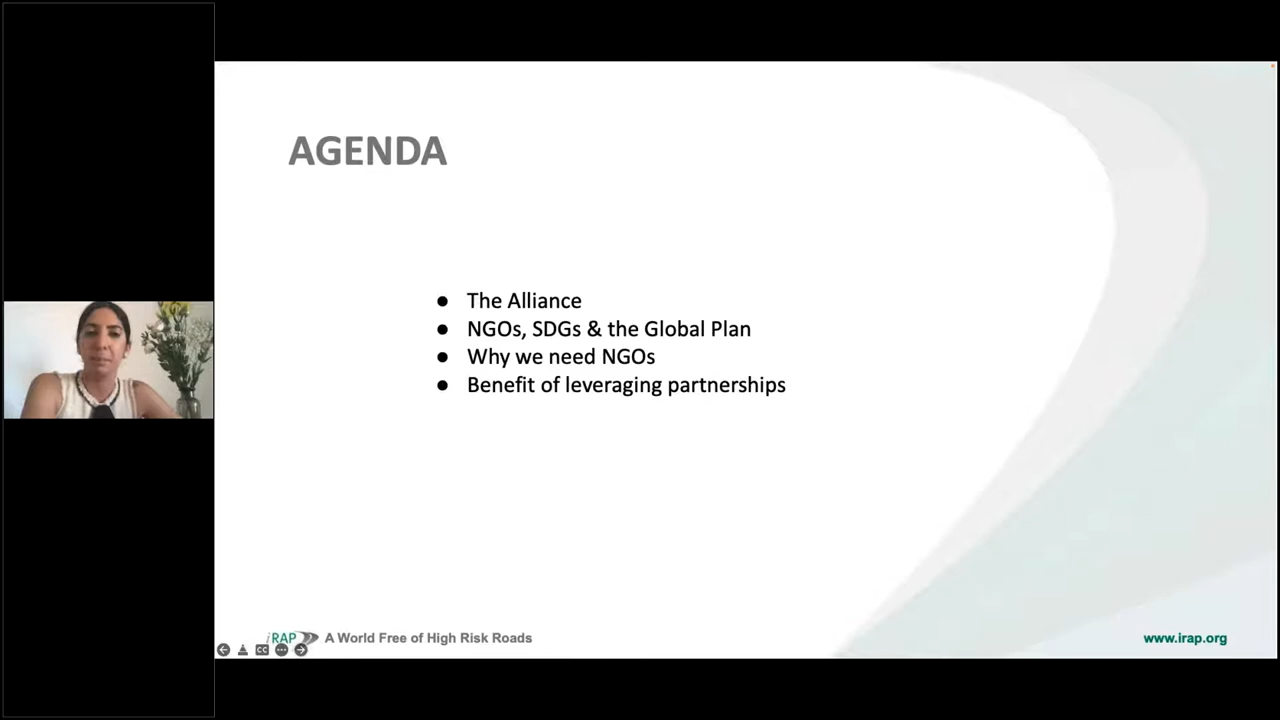 AGENDA
● The Alliance
● NGOs, SDGs & the Global Plan
● Why we need NGOs
● Benefit of leveraging partnerships
iRAP A World Free of High Risk Roads
www.irap.org
CC